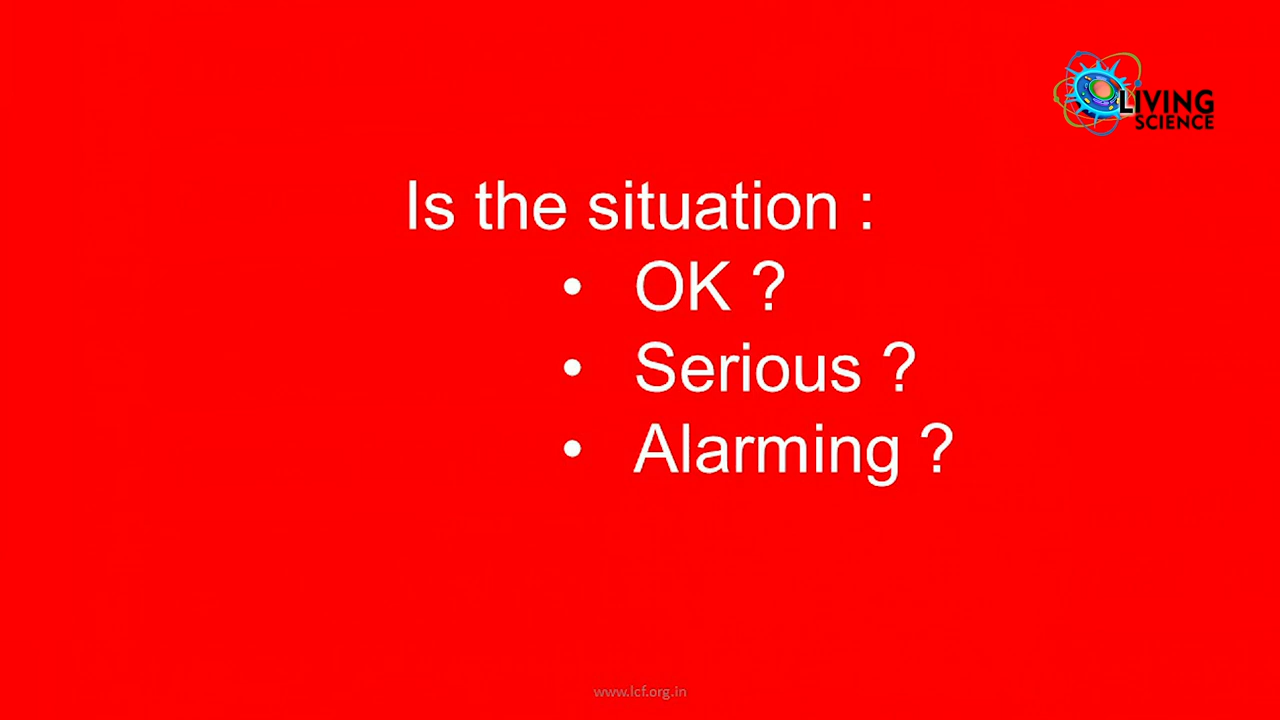 LIVING
SCIENCE
Is the situation :
• OK ?
• Serious ?
• Alarming ?
www.lcf.org.in